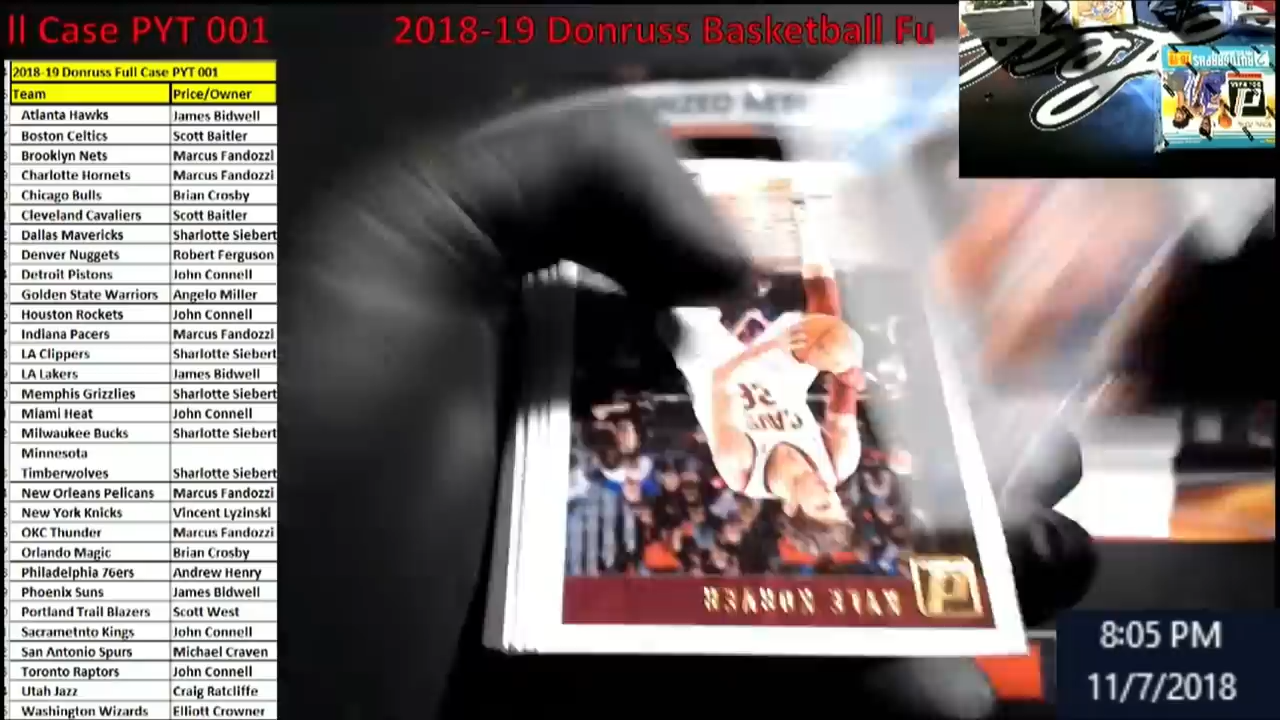 ll Case PYT 001
2018-19 Donruss Basketball Fu
2018-19 Donruss Full Case PYT 001
Team Price/Owner
Atlanta Hawks James Bidwell
Boston Celtics Scott Baitler
Brooklyn Nets Marcus Fandozzi
Charlotte Hornets Marcus Fandozzi
Chicago Bulls Brian Crosby
Cleveland Cavaliers Scott Baitler
Dallas Mavericks Sharlotte Siebert
Denver Nuggets Robert Ferguson
Detroit Pistons John Connell
Golden State Warriors Angelo Miller
Houston Rockets John Connell
Indiana Pacers Marcus Fandozzi
LA Clippers Sharlotte Siebert
LA Lakers James Bidwell
Memphis Grizzlies Sharlotte Siebert
Miami Heat John Connell
Milwaukee Bucks Sharlotte Siebert
Minnesota
Timberwolves Sharlotte Siebert
New Orleans Pelicans Marcus Fandozzi
New York Knicks Vincent Lyzinski
OKC Thunder Marcus Fandozzi
Orlando Magic Brian Crosby
Philadelphia 76ers Andrew Henry
Phoenix Suns James Bidwell
Portland Trail Blazers Scott West
Sacrametnto Kings John Connell
San Antonio Spurs Michael Craven
Toronto Raptors John Connell
Utah Jazz Craig Ratcliffe
Washington Wizards Elliott Crowner
8:05 PM
11/7/2018